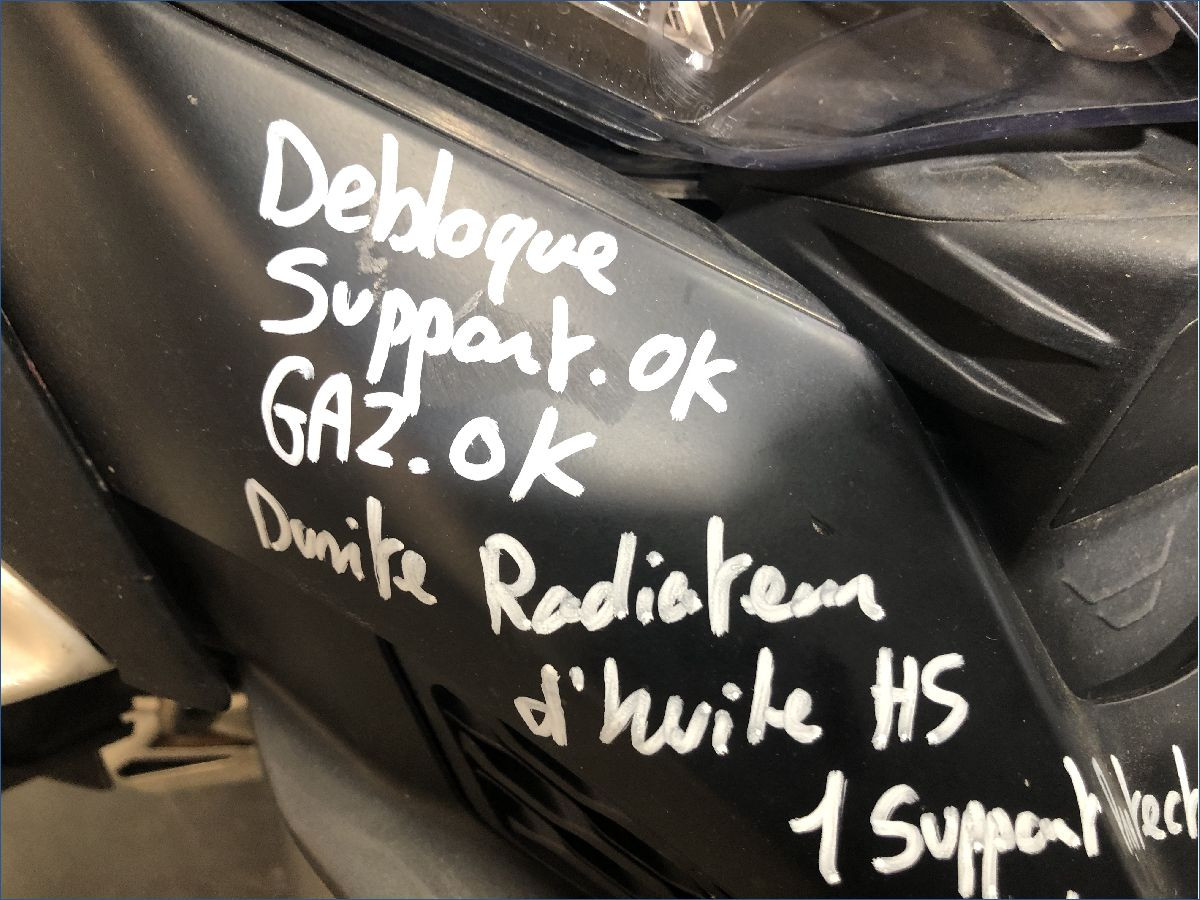 Debloque
Support. OK
GAZ. OK
Durite Radiateur
d'huile HS
1 Support